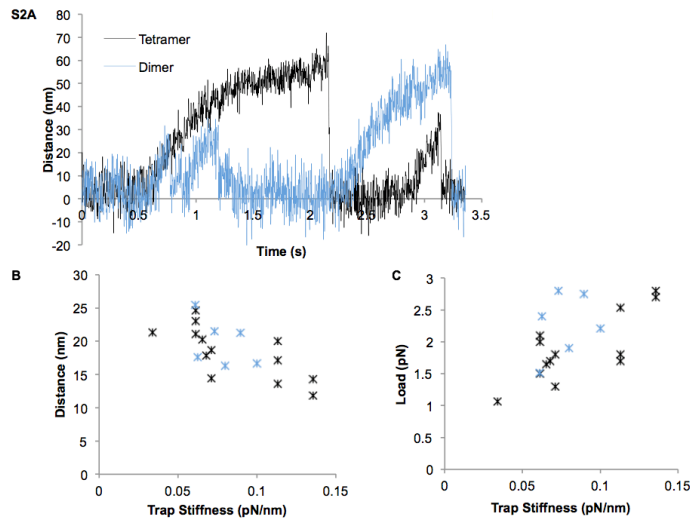 S2A
80
70
60
50
40
30
20
10
0
-10
-20
Distance (nm)
Tetramer
Dimer
0 0.5 1 1.5 2 2.5 3 3.5
Time (s)
B
30
25
20
15
10
5
0
Distance (nm)
0 0.05 0.1 0.15
Trap Stiffness (pN/nm)
C
3
2.5
2
1.5
1
0.5
0
Load (pN)
0 0.05 0.1 0.15
Trap Stiffness (pN/nm)